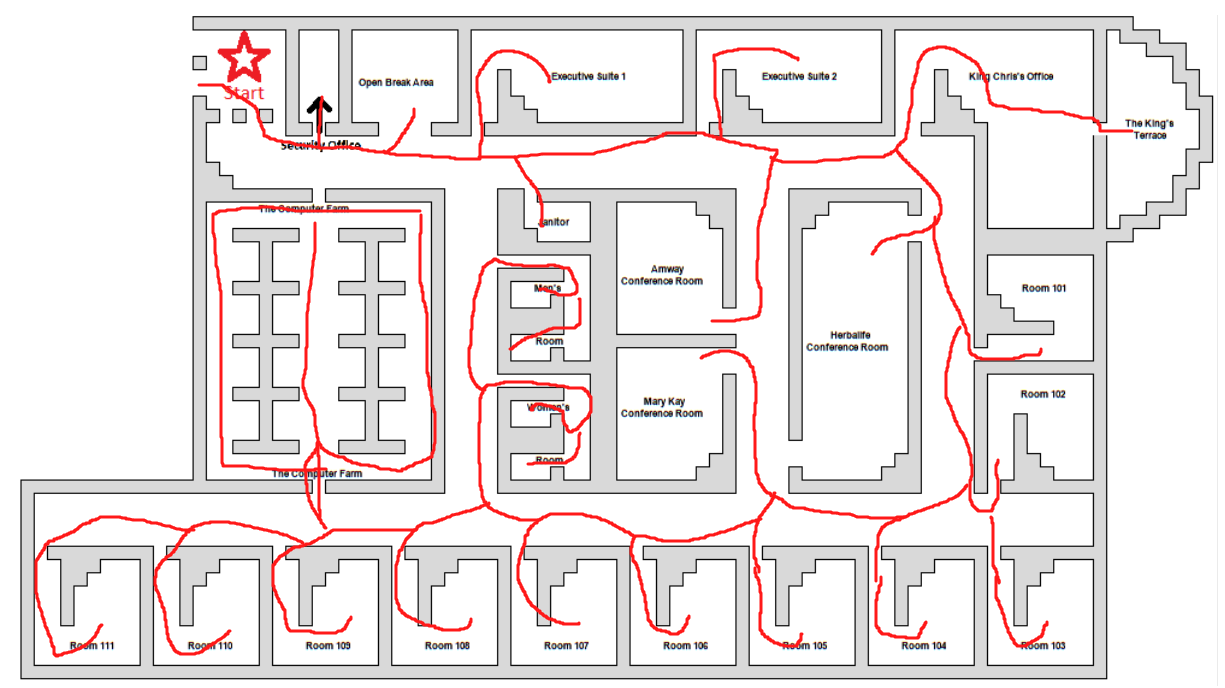 Start
Open Break Area
Executive Suite 1
Executive Suite 2
King Chris's Office
The King's
Terrace
Security Office
The Computer Farm
Janitor
Men's
Room
Women's
Room
Amway
Conference Room
Mary Kay
Conference Room
Herbalife
Conference Room
Room 101
Room 102
The Computer Farm
Room 111
Room 110
Room 109
Room 108
Room 107
Room 106
Room 105
Room 104
Room 103